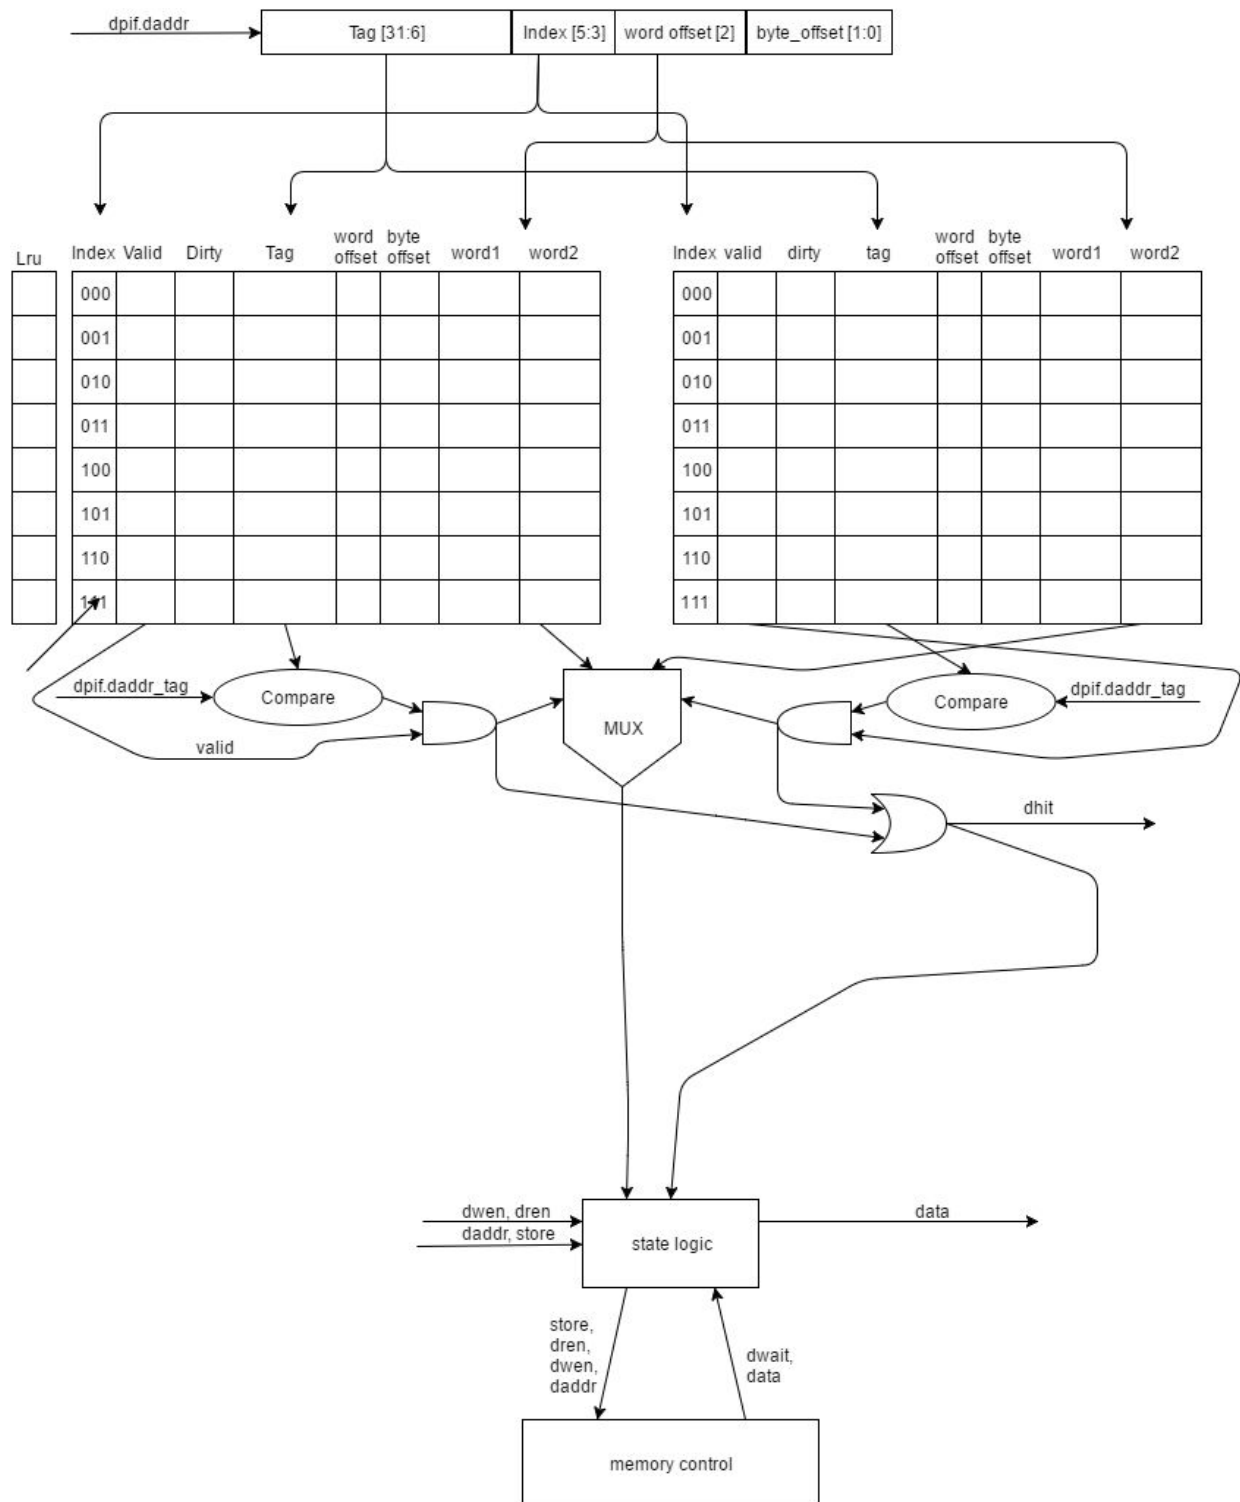 dpif.daddr
Tag [31:6]
Index [5:3]
word offset [2]
byte_offset [1:0]
Lru
Index
Valid
Dirty
Tag
word
offset
byte
offset
word1
word2
Index
valid
dirty
tag
word
offset
byte
offset
word1
word2
000
000
001
001
010
010
011
011
100
100
101
101
110
110
111
111
dpif.daddr_tag
Compare
MUX
Compare
dpif.daddr_tag
valid
dhit
dwen, dren
daddr, store
state logic
data
store,
dren,
dwen,
daddr
dwait,
data
memory control